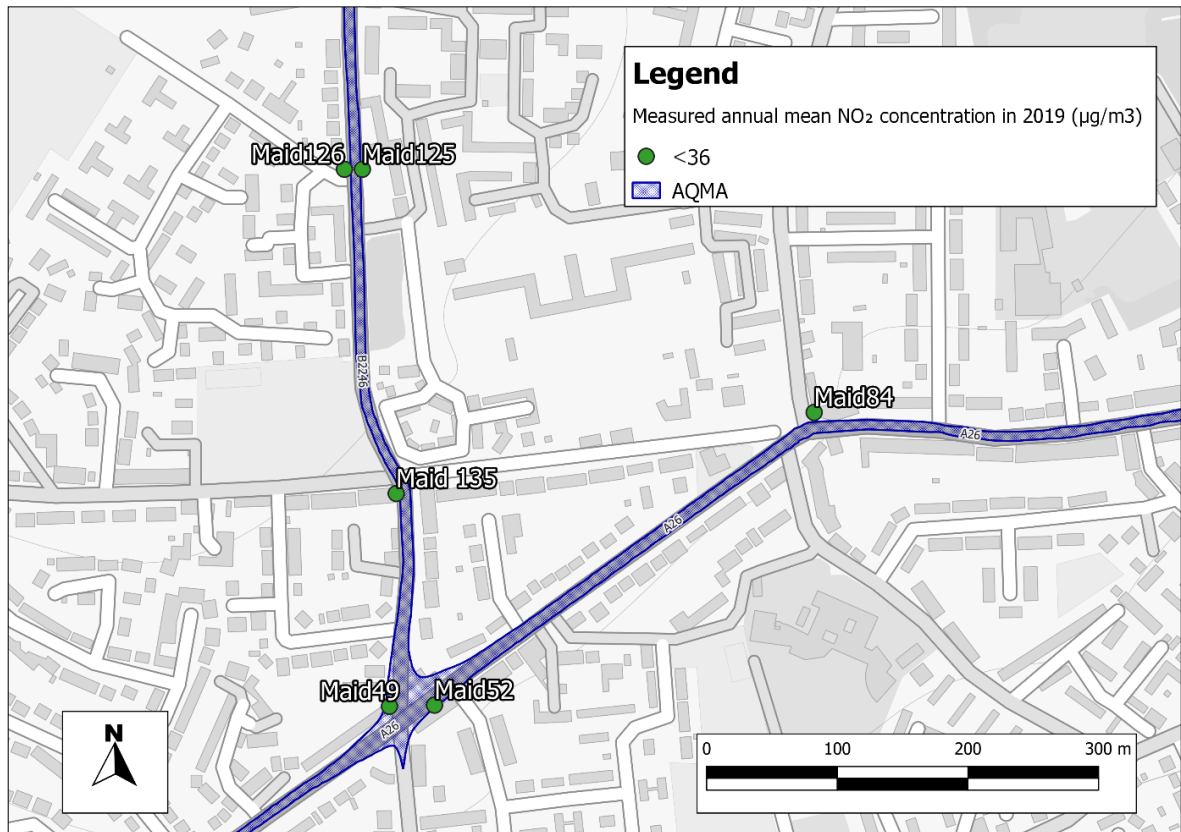 Legend
Measured annual mean NO₂ concentration in 2019 (µg/m3)
<36
AQMA
Maid126
Maid125
B2246
Maid84
A26
Maid 135
A26
Maid49
Maid52
A26
N
0 100 200 300 m